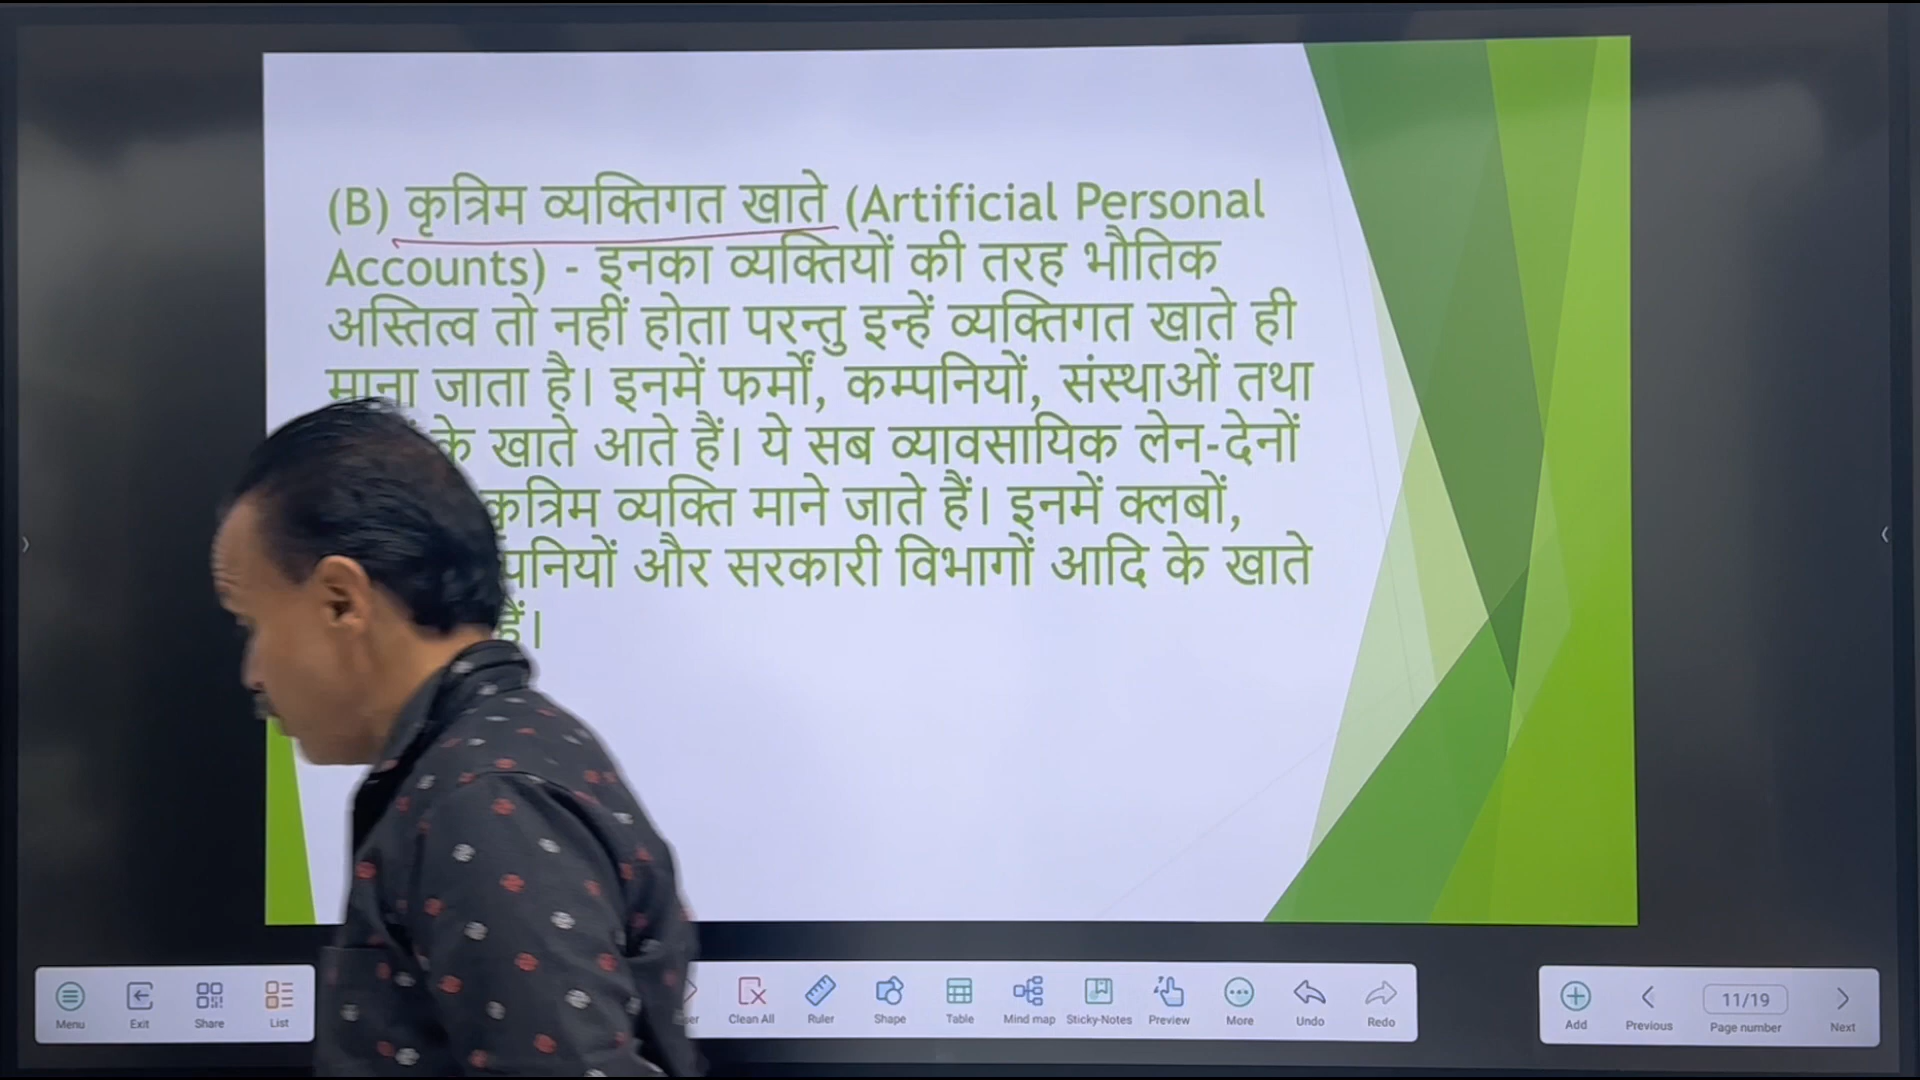 (B) कृत्रिम व्यक्तिगत खाते (Artificial Personal
Accounts) - इनका व्यक्तियों की तरह भौतिक
अस्तित्व तो नहीं होता परन्तु इन्हें व्यक्तिगत खाते ही
माना जाता है। इनमें फर्मों, कम्पनियों, संस्थाओं तथा
के खाते आते हैं। ये सब व्यावसायिक लेन-देनों
कृत्रिम व्यक्ति माने जाते हैं। इनमें क्लबों,
और सरकारी विभागों आदि के खाते
हैं।
Menu Exit Share List Clean All Ruler Shape Table Mind map Sticky-Notes Preview More Undo Redo Add Previous 11/19 Page number Next